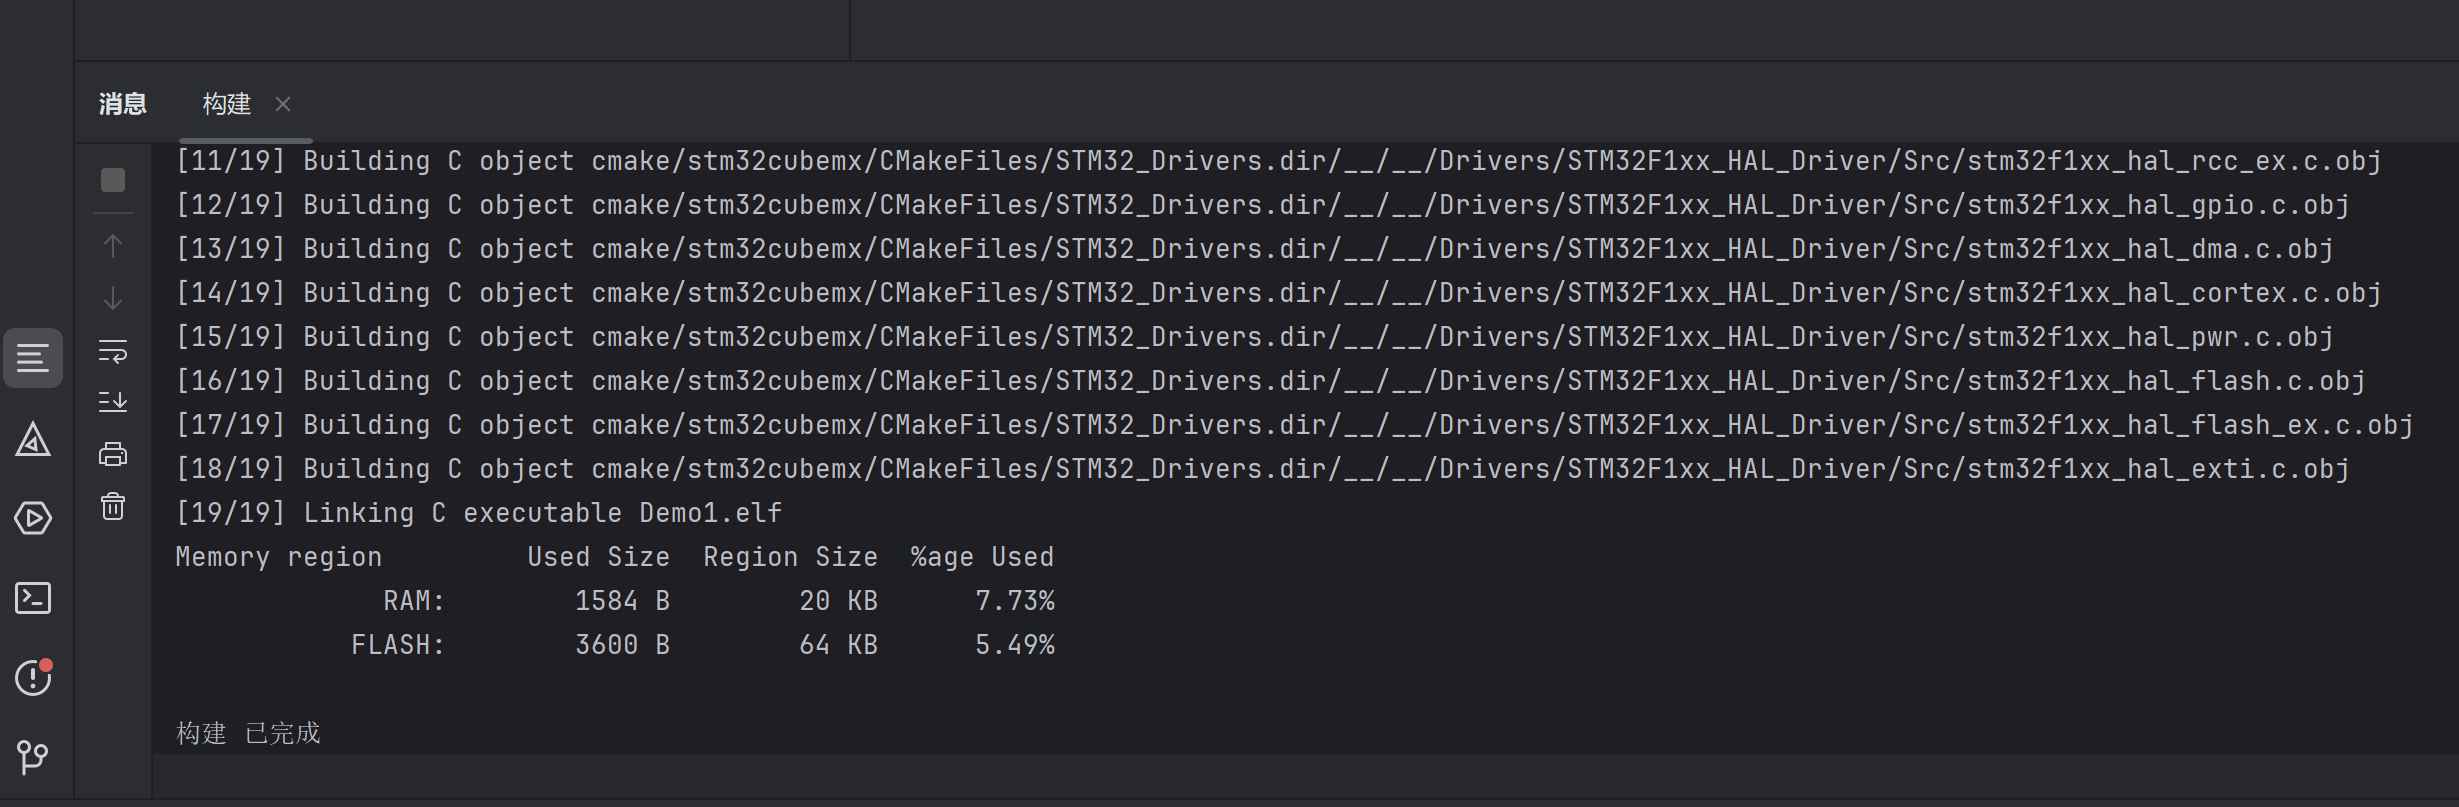 消息 构建
[11/19] Building C object cmake/stm32cubemx/CMakeFiles/STM32_Drivers.dir/__/__/Drivers/STM32F1xx_HAL_Driver/Src/stm32f1xx_hal_rcc_ex.c.obj
[12/19] Building C object cmake/stm32cubemx/CMakeFiles/STM32_Drivers.dir/__/__/Drivers/STM32F1xx_HAL_Driver/Src/stm32f1xx_hal_gpio.c.obj
[13/19] Building C object cmake/stm32cubemx/CMakeFiles/STM32_Drivers.dir/__/__/Drivers/STM32F1xx_HAL_Driver/Src/stm32f1xx_hal_dma.c.obj
[14/19] Building C object cmake/stm32cubemx/CMakeFiles/STM32_Drivers.dir/__/__/Drivers/STM32F1xx_HAL_Driver/Src/stm32f1xx_hal_cortex.c.obj
[15/19] Building C object cmake/stm32cubemx/CMakeFiles/STM32_Drivers.dir/__/__/Drivers/STM32F1xx_HAL_Driver/Src/stm32f1xx_hal_pwr.c.obj
[16/19] Building C object cmake/stm32cubemx/CMakeFiles/STM32_Drivers.dir/__/__/Drivers/STM32F1xx_HAL_Driver/Src/stm32f1xx_hal_flash.c.obj
[17/19] Building C object cmake/stm32cubemx/CMakeFiles/STM32_Drivers.dir/__/__/Drivers/STM32F1xx_HAL_Driver/Src/stm32f1xx_hal_flash_ex.c.obj
[18/19] Building C object cmake/stm32cubemx/CMakeFiles/STM32_Drivers.dir/__/__/Drivers/STM32F1xx_HAL_Driver/Src/stm32f1xx_hal_exti.c.obj
[19/19] Linking C executable Demo1.elf
Memory region         Used Size  Region Size  %age Used
             RAM:        1584 B        20 KB      7.73%
           FLASH:        3600 B        64 KB      5.49%
构建 已完成